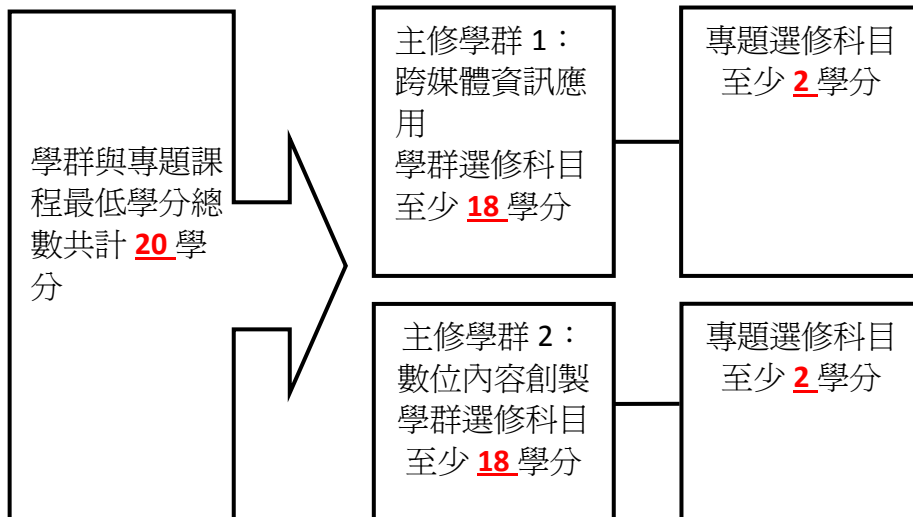 學群與專題課
程最低學分總
數共計 20 學
分
主修學群 1：
跨媒體資訊應
用
學群選修科目
至少 18 學分
專題選修科目
至少 2 學分
主修學群 2：
數位內容創製
學群選修科目
至少 18 學分
專題選修科目
至少 2 學分